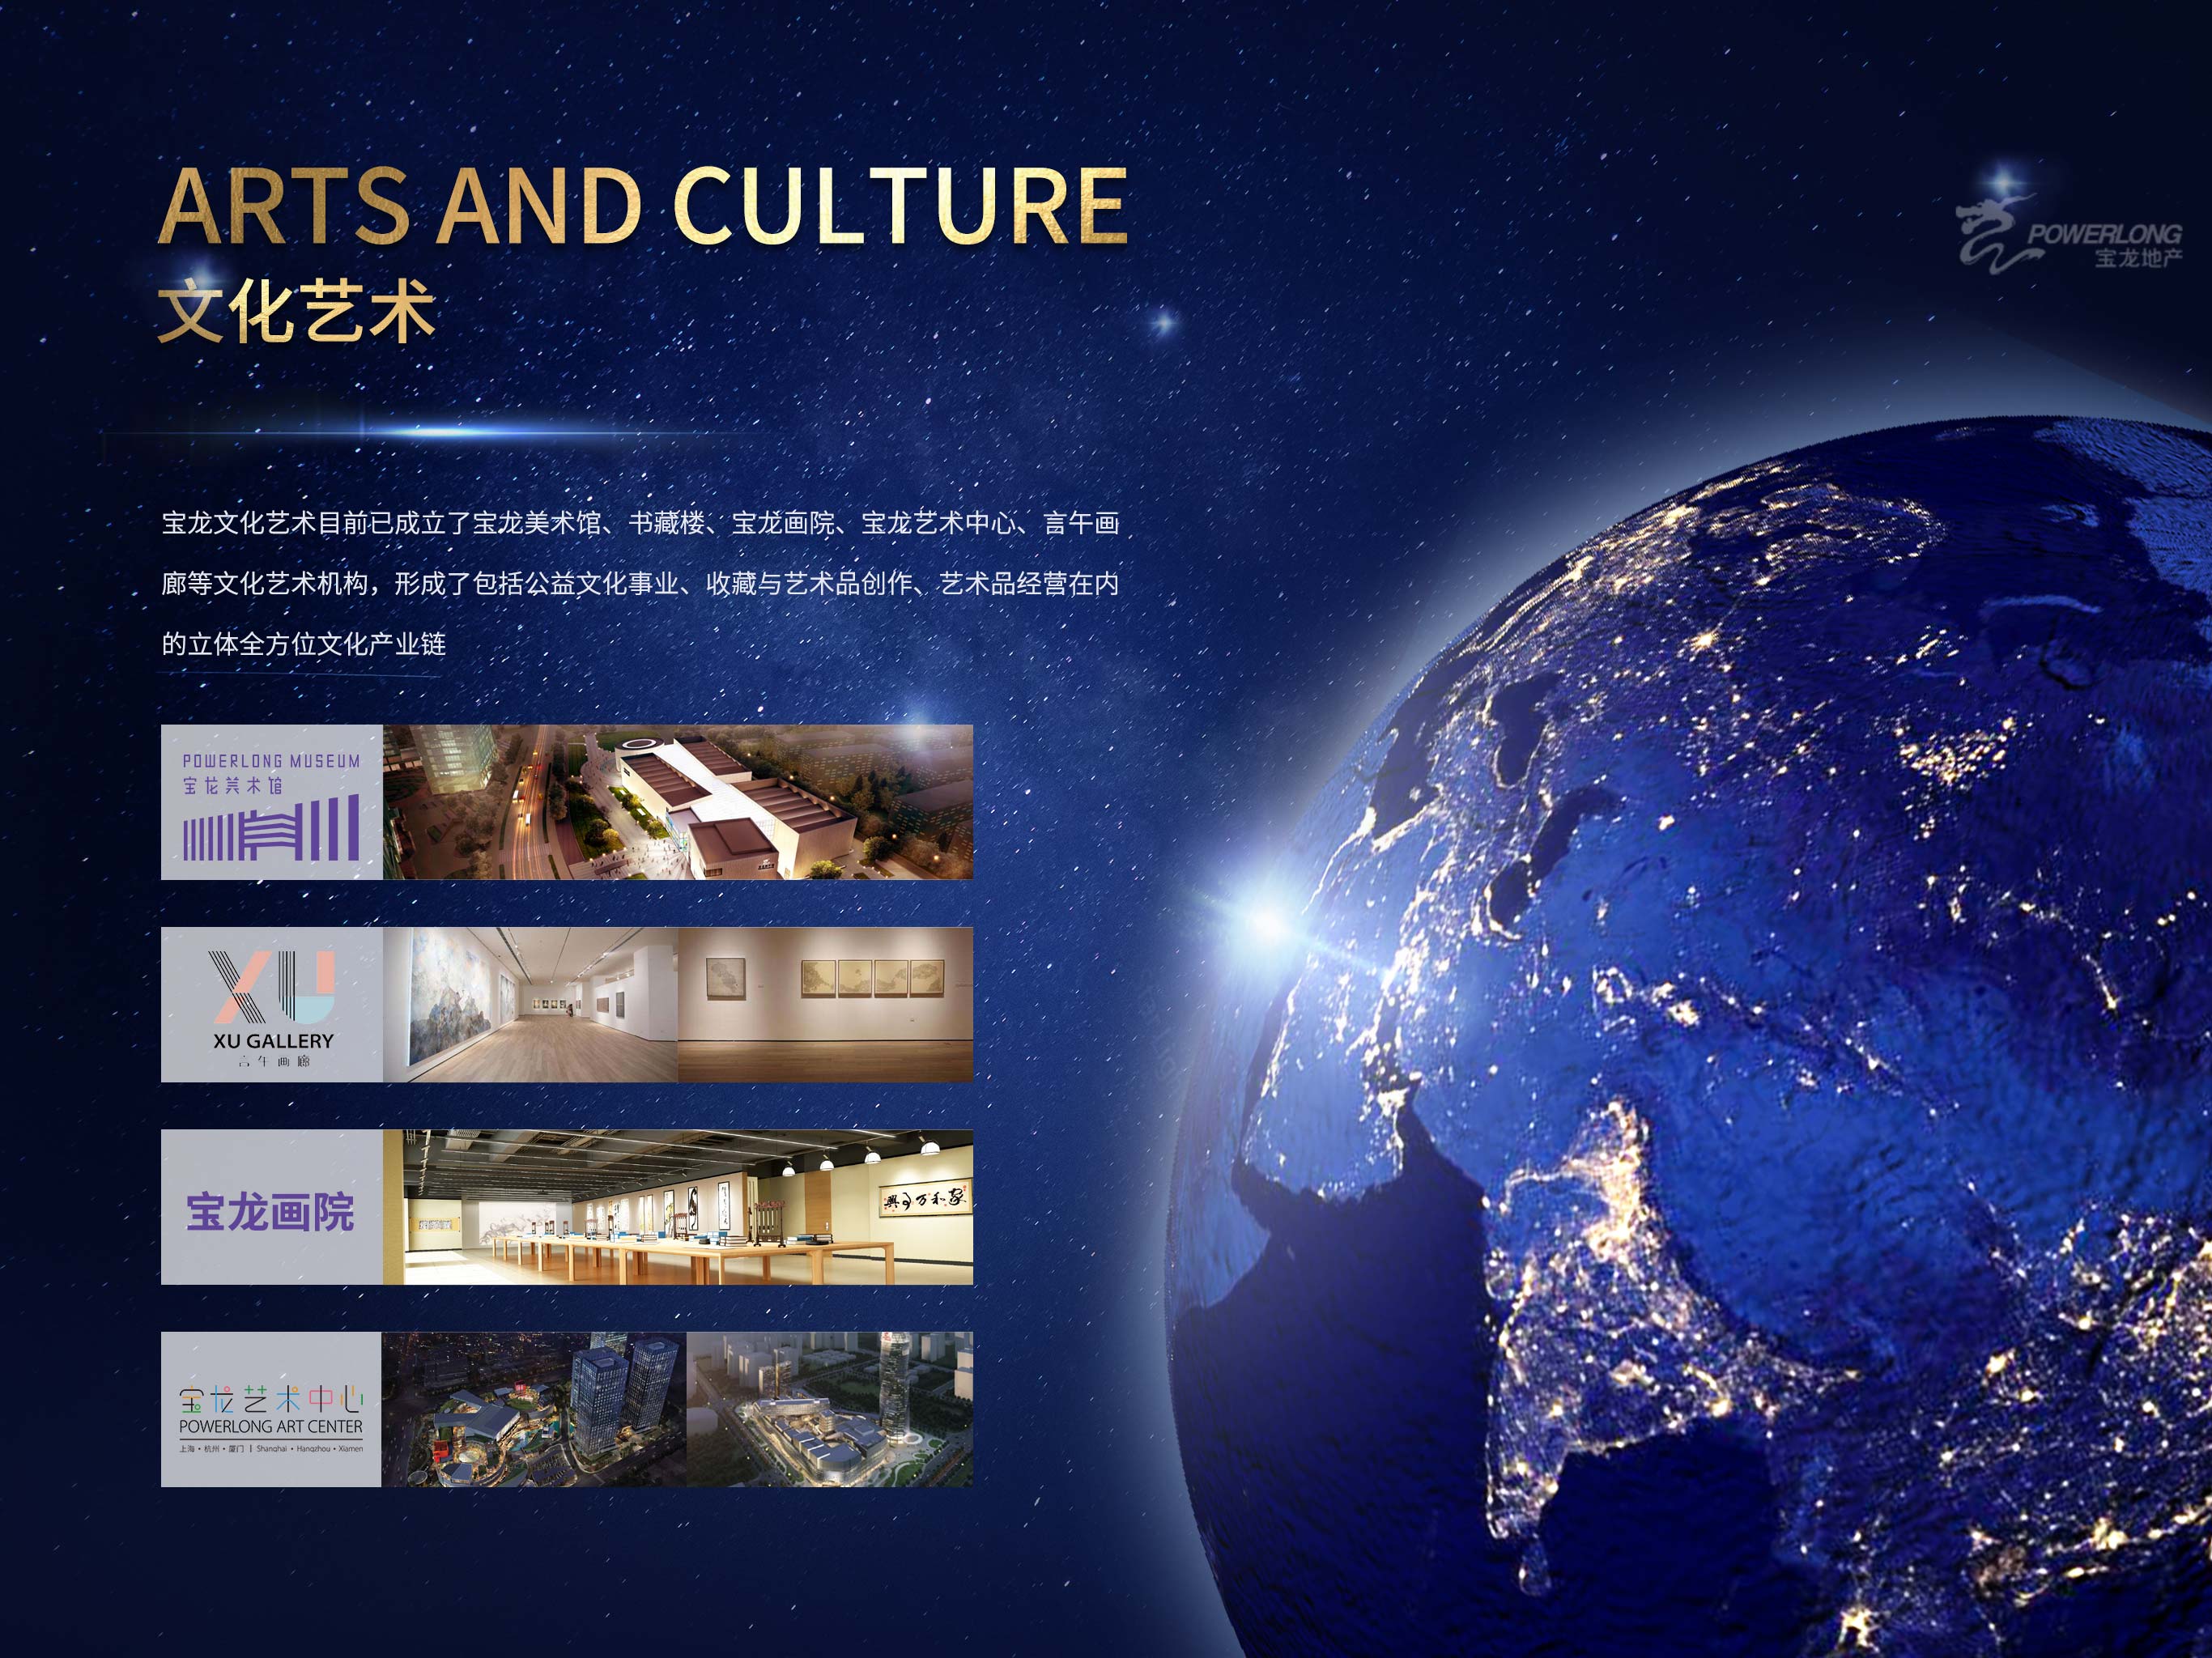 ARTS AND CULTURE
POWERLONG
宝龙地产
文化艺术
宝龙文化艺术目前已成立了宝龙美术馆、书藏楼、宝龙画院、宝龙艺术中心、言午画
廊等文化艺术机构，形成了包括公益文化事业、收藏与艺术品创作、艺术品经营在内
的立体全方位文化产业链
POWERLONG MUSEUM
宝龙美术馆
XU
XU GALLERY
言午画廊
宝龙画院
家和万事興
宝龙艺术中心
POWERLONG ART CENTER
上海·杭州·厦门 | Shanghai · Hangzhou · Xiamen